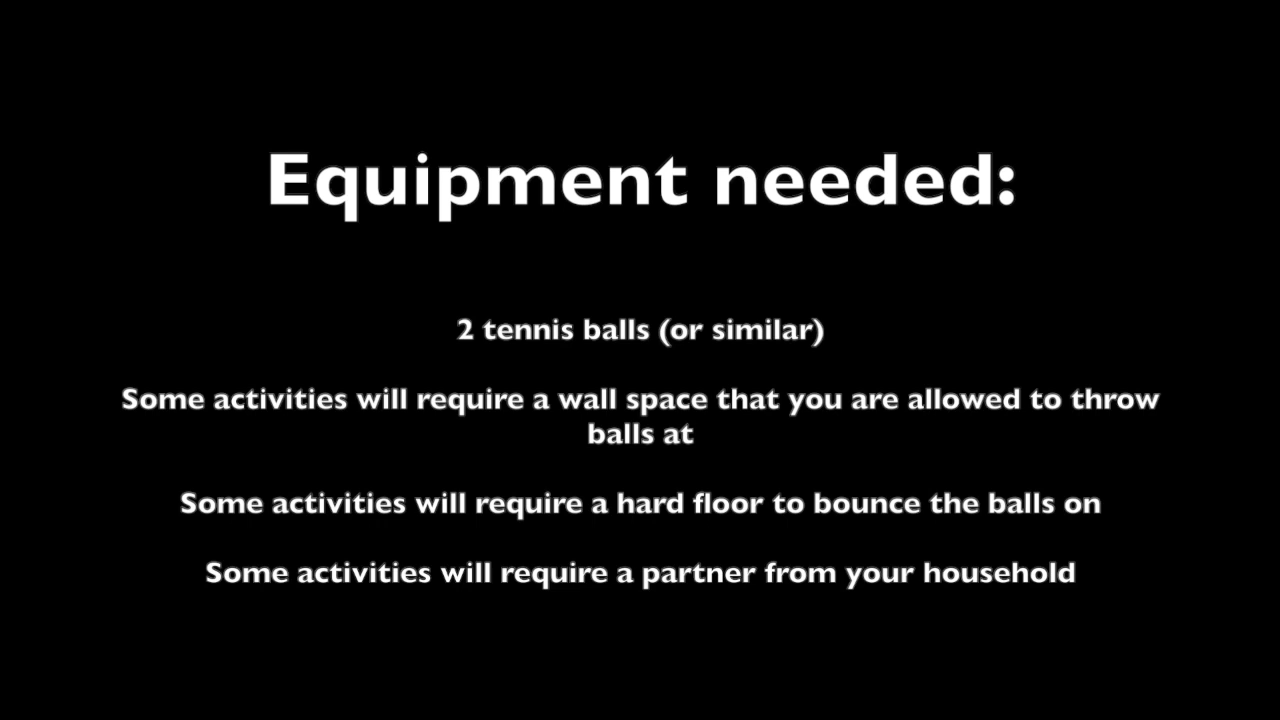 Equipment needed:
2 tennis balls (or similar)
Some activities will require a wall space that you are allowed to throw
balls at
Some activities will require a hard floor to bounce the balls on
Some activities will require a partner from your household